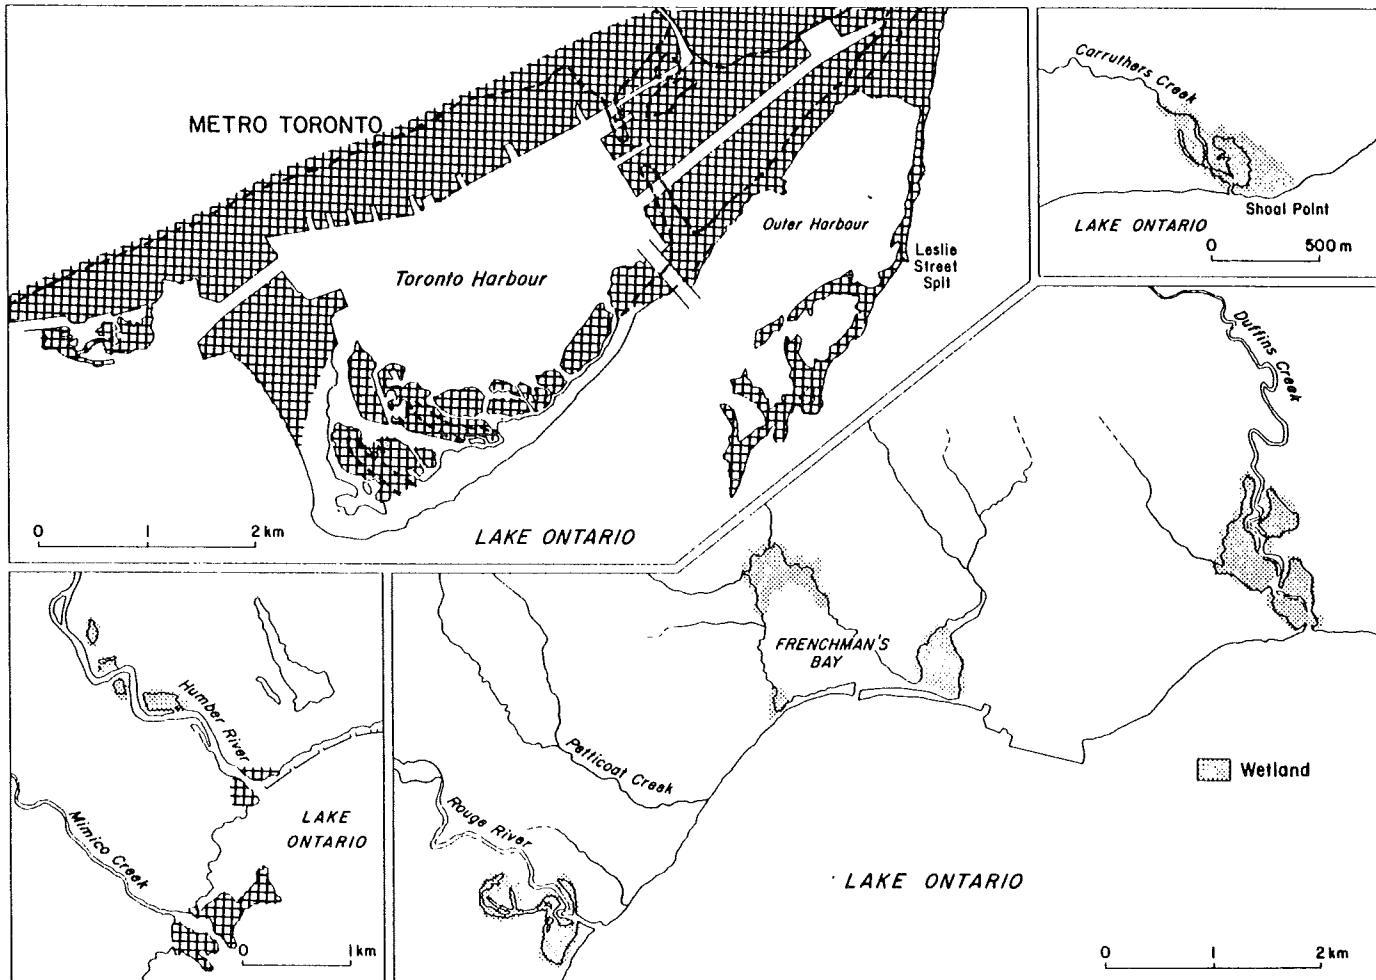 METRO TORONTO
Toronto Harbour
Outer Harbour
Leslie
Street
Spit
LAKE ONTARIO
0 1 2 km
Carruthers Creek
Shoal Point
LAKE ONTARIO
0 500 m
Humber River
Mimico Creek
LAKE
ONTARIO
0 1 km
Duffins Creek
FRENCHMAN'S
BAY
Petticoat Creek
Rouge River
Wetland
LAKE ONTARIO
0 1 2 km